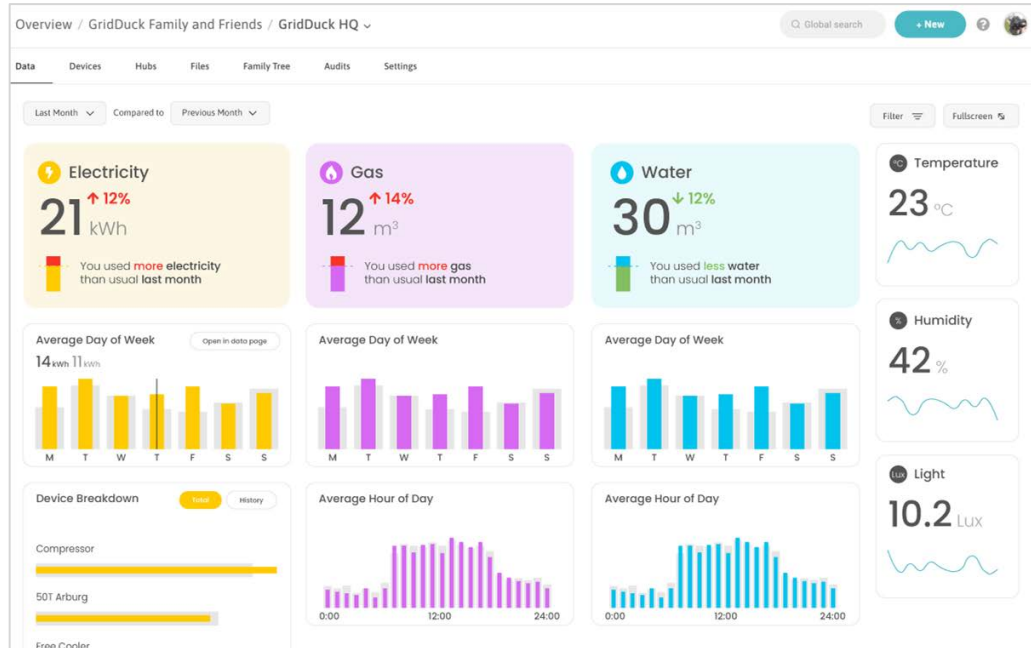 Overview / GridDuck Family and Friends / GridDuck HQ
Global search
+ New
?
Data Devices Hubs Files Family Tree Audits Settings
Last Month Compared to Previous Month
Filter Fullscreen
Electricity
21 kWh
12%
You used more electricity
than usual last month
Gas
12 m³
14%
You used more gas
than usual last month
Water
30 m³
12%
You used less water
than usual last month
°C Temperature
23 °C
% Humidity
42 %
Lux Light
10.2 Lux
Average Day of Week
Open in data page
14 kWh 11 kWh
M T W T F S S
Average Day of Week
M T W T F S S
Average Day of Week
M T W T F S S
Device Breakdown
Total
History
Compressor
50T Arburg
Free Cooler
Average Hour of Day
0:00 12:00 24:00
Average Hour of Day
0:00 12:00 24:00